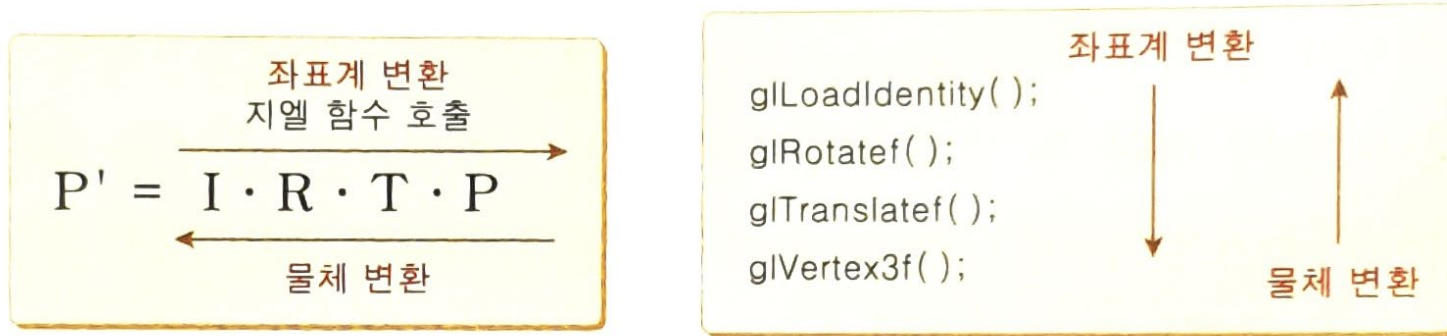 좌표계 변환
지엘 함수 호출
P' = I · R · T · P
물체 변환
좌표계 변환
glLoadIdentity( );
glRotatef( );
glTranslatef( );
glVertex3f( );
물체 변환